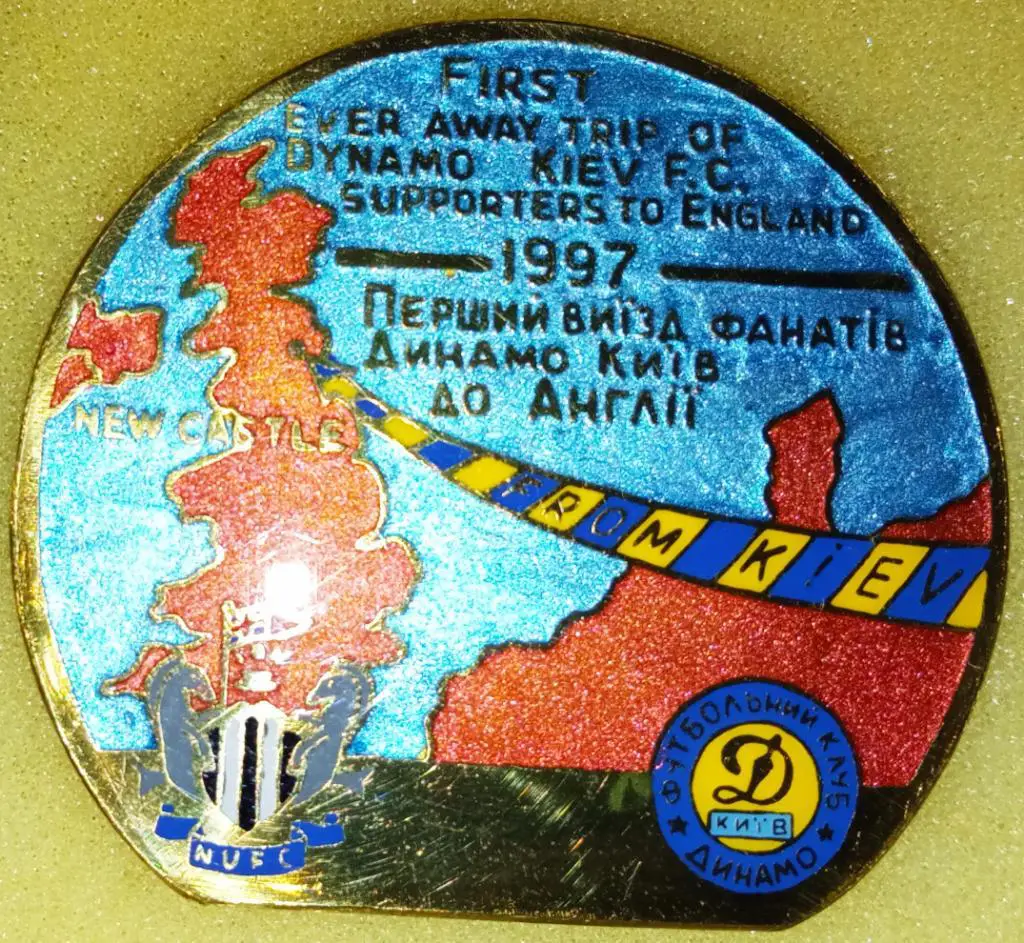 FIRST
EVER AWAY TRIP OF
DYNAMO KIEV F.C.
SUPPORTERS TO ENGLAND
1997
ПЕРШИЙ ВИЇЗД ФАНАТІВ
ДИНАМО КИЇВ
ДО АНГЛІЇ
NEW CASTLE
FROM KIEV
NUFC
ФУТБОЛЬНИЙ КЛУБ
Д
КИЇВ
★ ДИНАМО ★